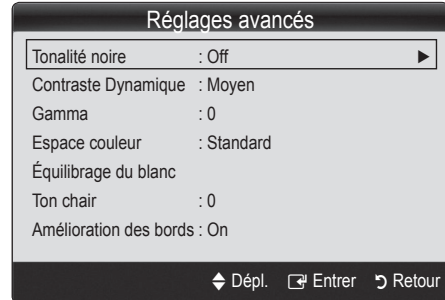 Réglages avancés
Tonalité noire : Off ►
Contraste Dynamique : Moyen
Gamma : 0
Espace couleur : Standard
Équilibrage du blanc
Ton chair : 0
Amélioration des bords : On
Dépl. Entrer Retour